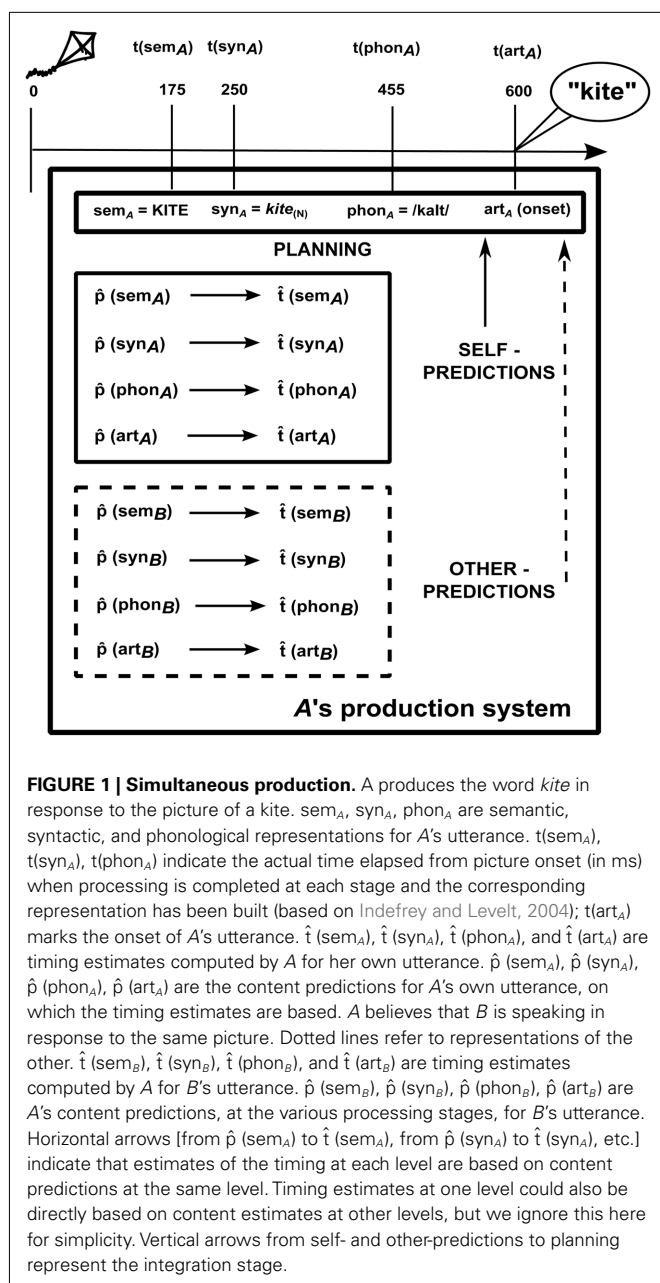 t(semA) t(synA) t(phonA) t(artA)
0 175 250 455 600 "kite"
semA = KITE synA = kite(N) phonA = /kaIt/ artA (onset)
PLANNING
p̂ (semA) t̂ (semA)
p̂ (synA) t̂ (synA)
p̂ (phonA) t̂ (phonA)
p̂ (artA) t̂ (artA)
SELF -
PREDICTIONS
p̂ (semB) t̂ (semB)
p̂ (synB) t̂ (synB)
p̂ (phonB) t̂ (phonB)
p̂ (artB) t̂ (artB)
OTHER -
PREDICTIONS
A's production system
FIGURE 1 | Simultaneous production. A produces the word kite in
response to the picture of a kite. semA, synA, phonA are semantic,
syntactic, and phonological representations for A's utterance. t(semA),
t(synA), t(phonA) indicate the actual time elapsed from picture onset (in ms)
when processing is completed at each stage and the corresponding
representation has been built (based on Indefrey and Levelt, 2004); t(artA)
marks the onset of A's utterance. t̂ (semA), t̂ (synA), t̂ (phonA), and t̂ (artA) are
timing estimates computed by A for her own utterance. p̂ (semA), p̂ (synA),
p̂ (phonA), p̂ (artA) are the content predictions for A's own utterance, on
which the timing estimates are based. A believes that B is speaking in
response to the same picture. Dotted lines refer to representations of the
other. t̂ (semB), t̂ (synB), t̂ (phonB), and t̂ (artB) are timing estimates
computed by A for B's utterance. p̂ (semB), p̂ (synB), p̂ (phonB), p̂ (artB) are
A's content predictions, at the various processing stages, for B's utterance.
Horizontal arrows [from p̂ (semA) to t̂ (semA), from p̂ (synA) to t̂ (synA), etc.]
indicate that estimates of the timing at each level are based on content
predictions at the same level. Timing estimates at one level could also be
directly based on content estimates at other levels, but we ignore this here
for simplicity. Vertical arrows from self- and other-predictions to planning
represent the integration stage.